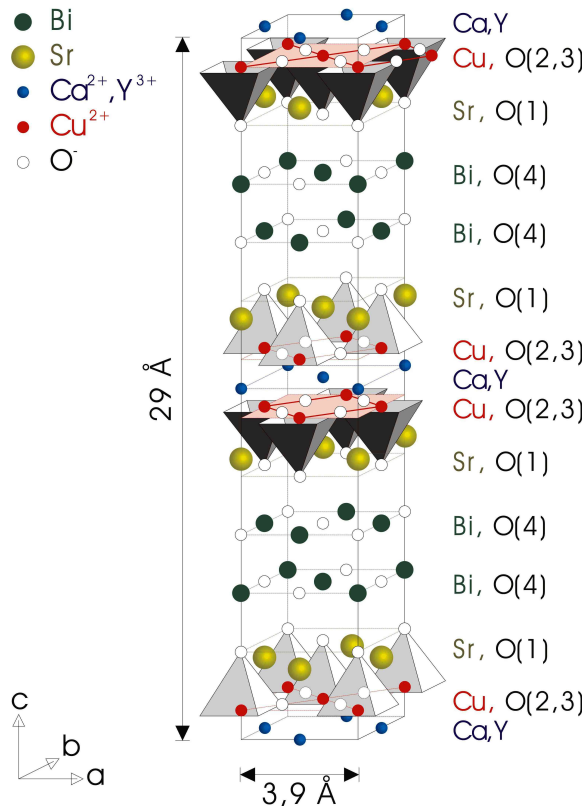 Bi
Sr
Ca²⁺,Y³⁺
Cu²⁺
O⁻
Ca,Y
Cu, O(2,3)
Sr, O(1)
Bi, O(4)
Bi, O(4)
Sr, O(1)
Cu, O(2,3)
Ca,Y
Cu, O(2,3)
Sr, O(1)
Bi, O(4)
Bi, O(4)
Sr, O(1)
Cu, O(2,3)
Ca,Y
29 Å
3,9 Å
c
b
a